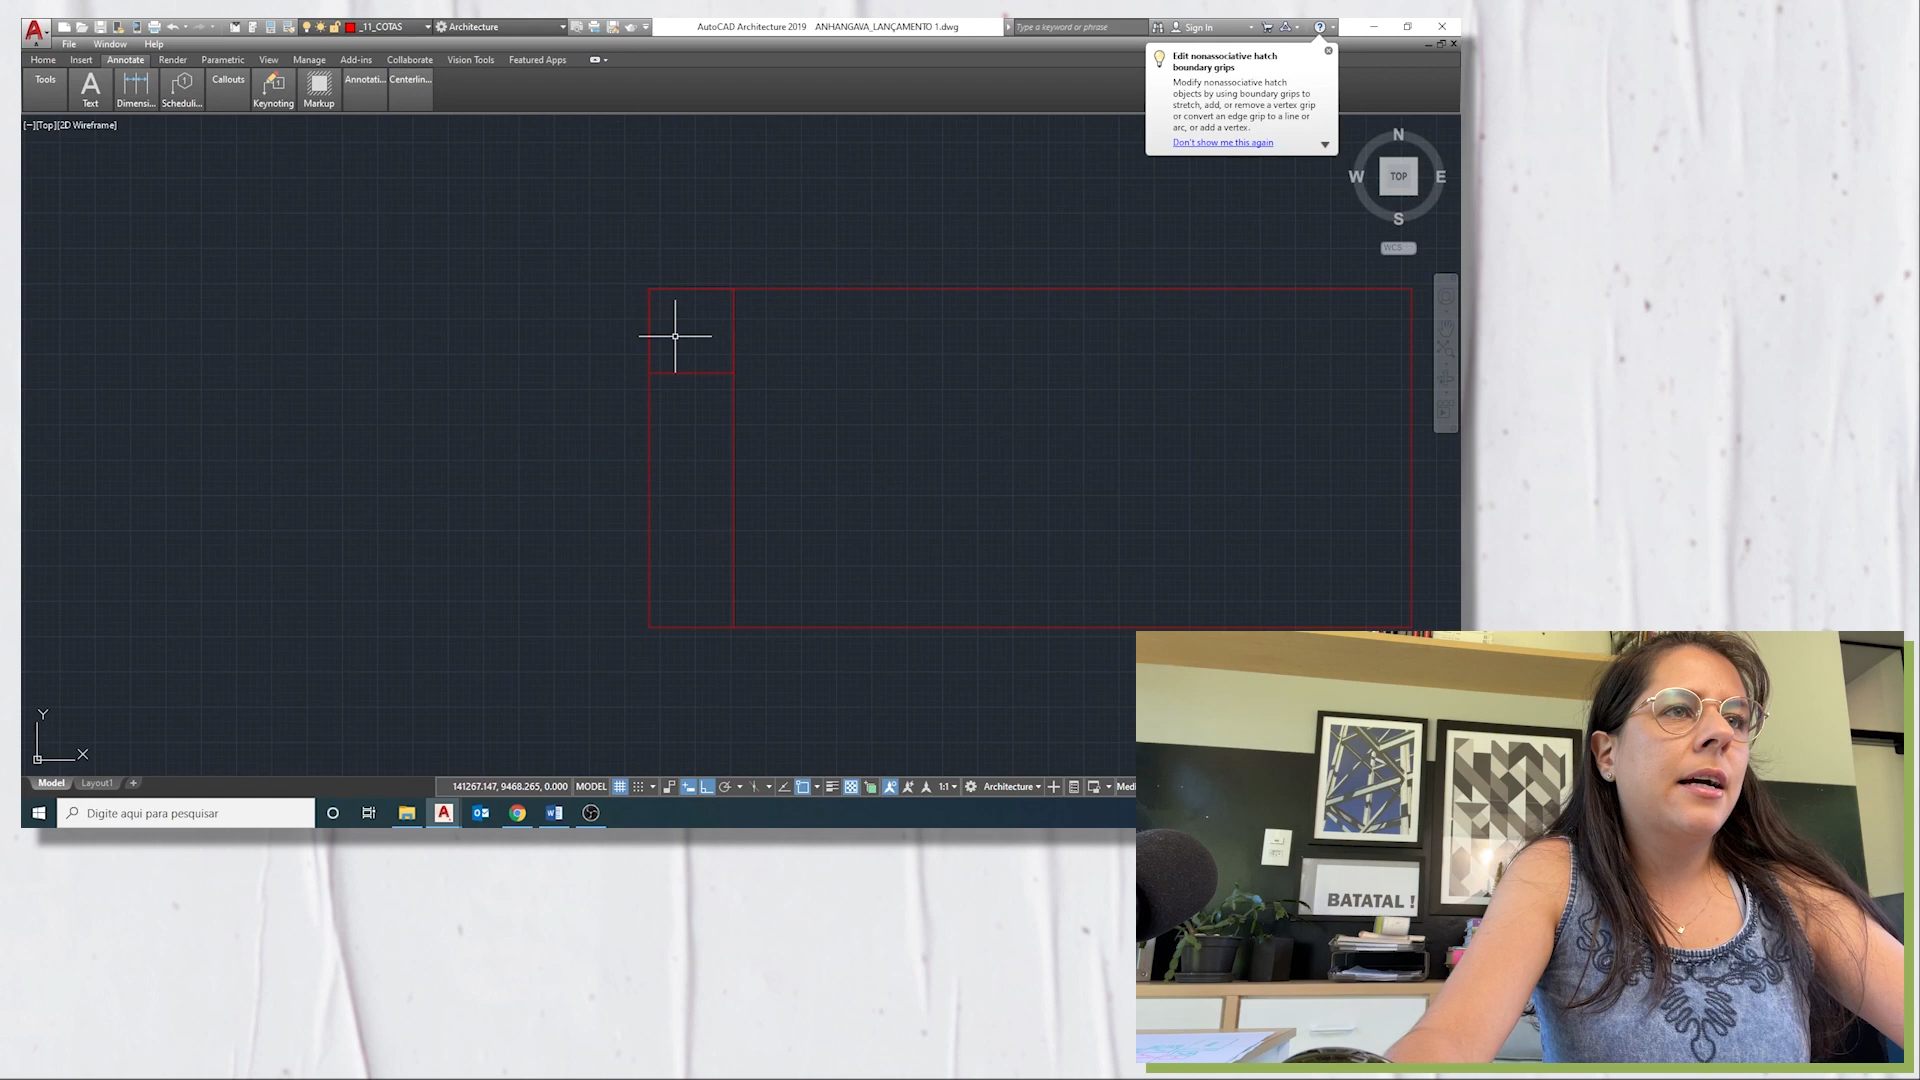 _11_COTAS
Architecture
AutoCAD Architecture 2019 ANHANGAVA_LANÇAMENTO 1.dwg
Type a keyword or phrase
Sign In
File Window Help
Home Insert Annotate Render Parametric View Manage Add-ins Collaborate Vision Tools Featured Apps
Tools
Text
Dimensi...
Scheduli...
Callouts
Keynoting
Markup
Annotati...
Centerlin...
Edit nonassociative hatch
boundary grips
Modify nonassociative hatch
objects by using boundary grips to
stretch, add, or remove a vertex grip
or convert an edge grip to a line or
arc, or add a vertex.
Don't show me this again
[−][Top][2D Wireframe]
N
W TOP E
S
WCS
Y
X
Model Layout1 +
141267.147, 9468.265, 0.000 MODEL 1:1 Architecture
Digite aqui para pesquisar
BATATAL !